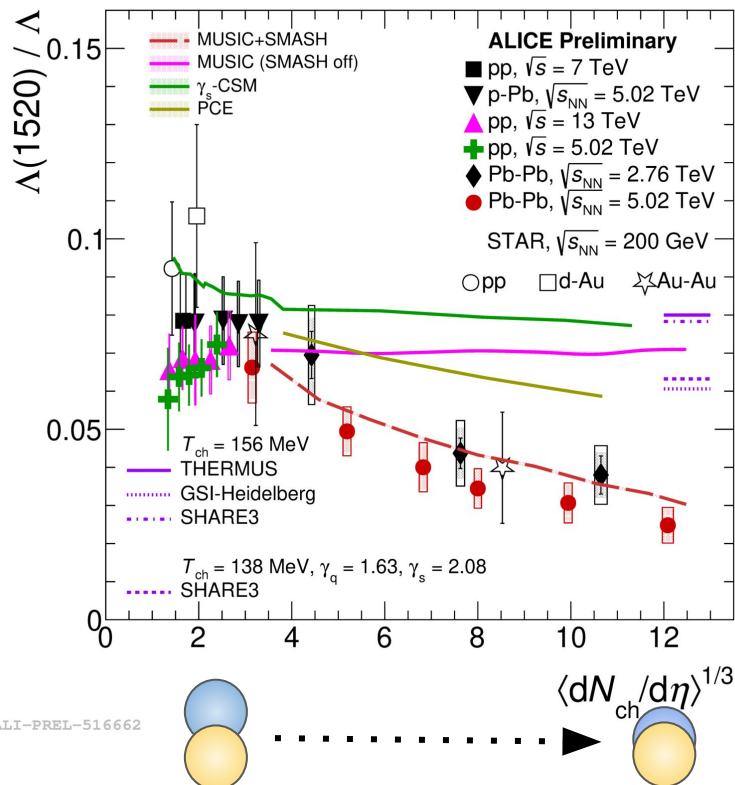 Λ(1520) / Λ
0.15
0.1
0.05
0
MUSIC+SMASH
MUSIC (SMASH off)
γs-CSM
PCE
ALICE Preliminary
pp, √s = 7 TeV
p-Pb, √sNN = 5.02 TeV
pp, √s = 13 TeV
pp, √s = 5.02 TeV
Pb-Pb, √sNN = 2.76 TeV
Pb-Pb, √sNN = 5.02 TeV
STAR, √sNN = 200 GeV
pp d-Au Au-Au
Tch = 156 MeV
THERMUS
GSI-Heidelberg
SHARE3
Tch = 138 MeV, γq = 1.63, γs = 2.08
SHARE3
0 2 4 6 8 10 12
⟨dNch/dη⟩1/3
ALI-PREL-516662